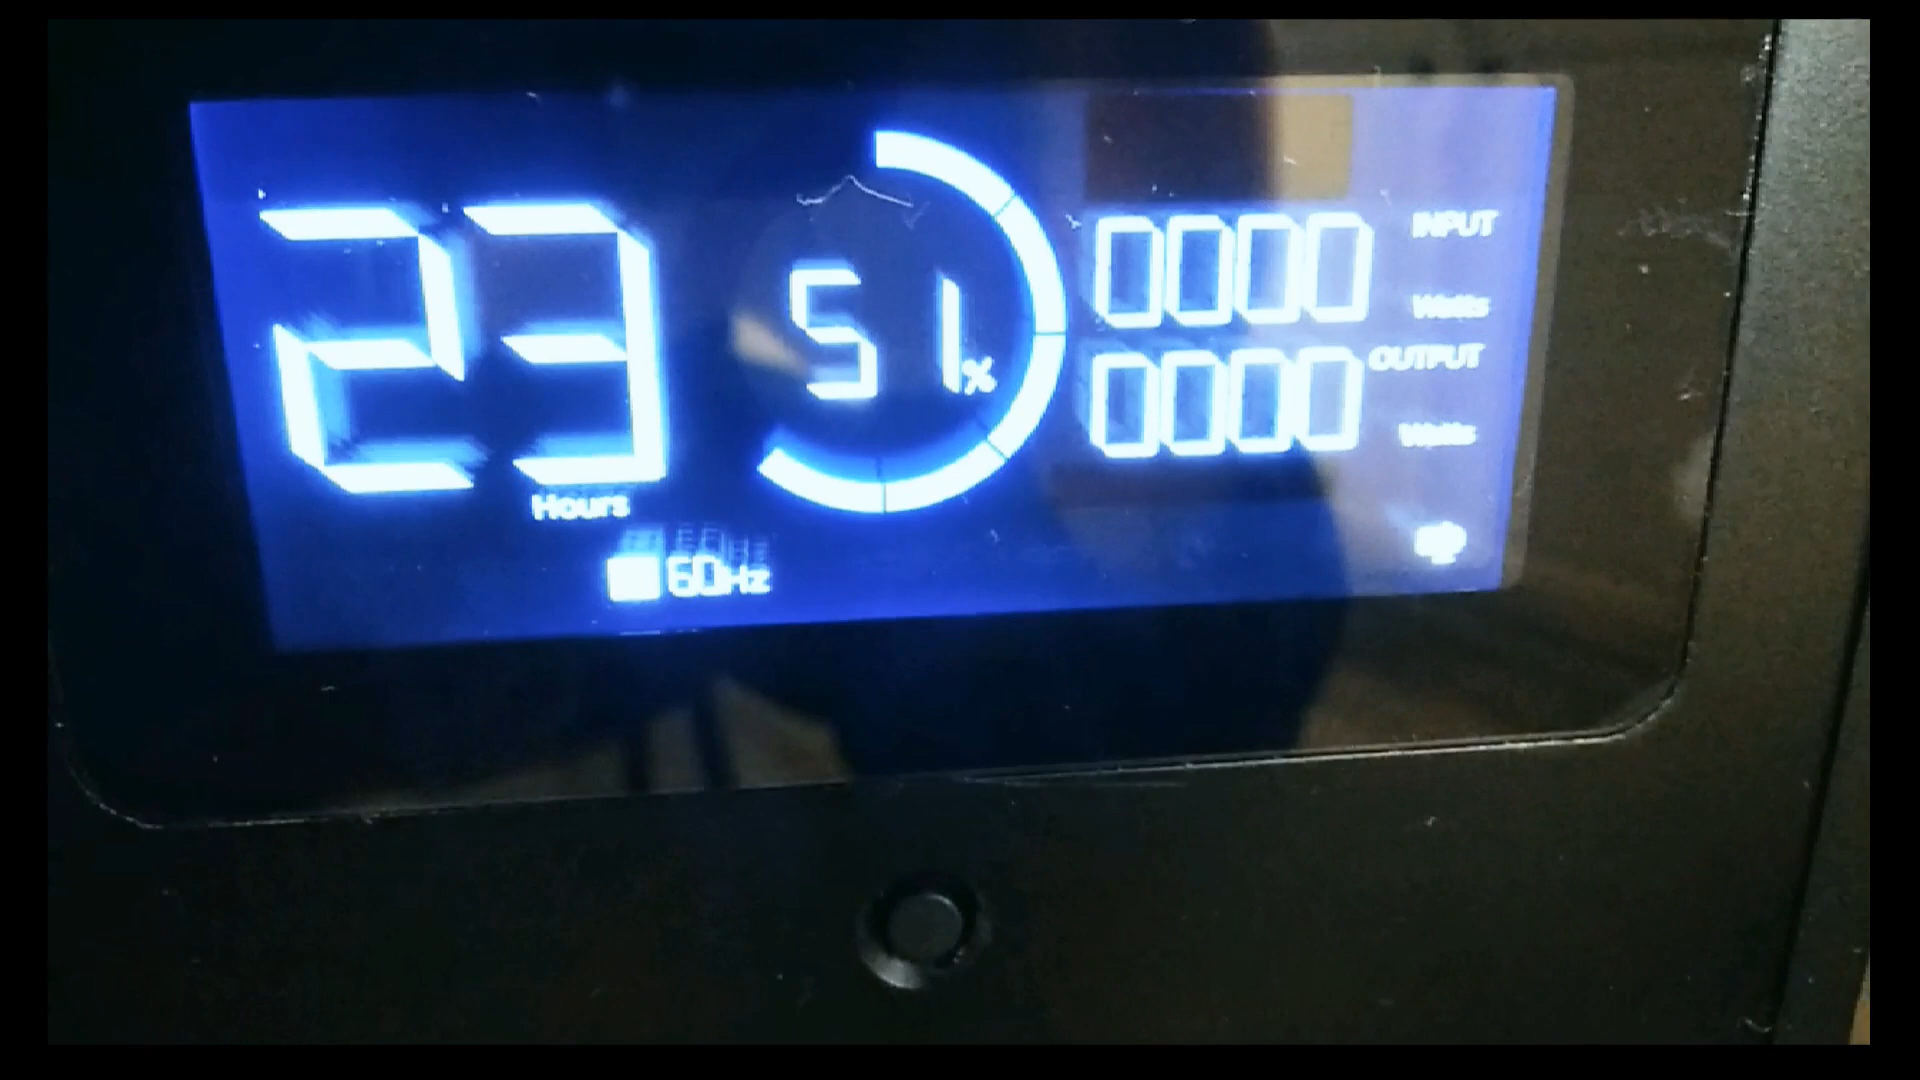 23
Hours
51%
0000 INPUT
Watts
0000 OUTPUT
Watts
60Hz